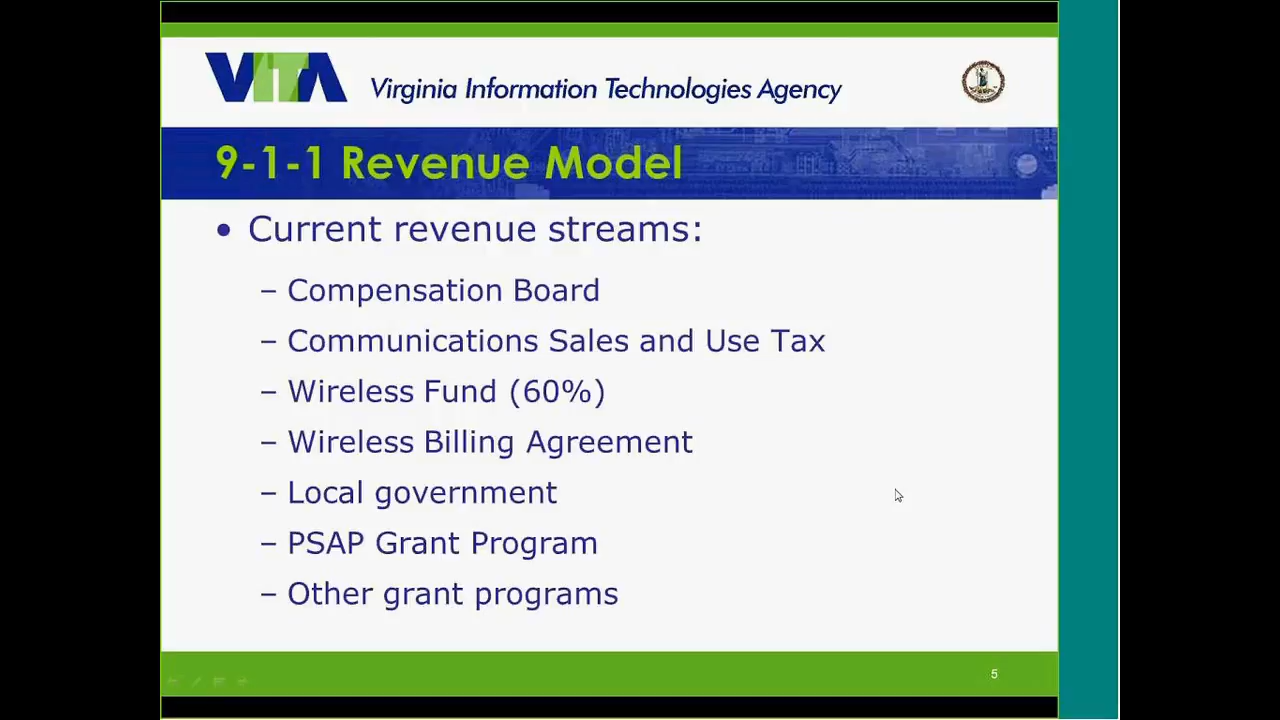 VITA Virginia Information Technologies Agency
9-1-1 Revenue Model
• Current revenue streams:
– Compensation Board
– Communications Sales and Use Tax
– Wireless Fund (60%)
– Wireless Billing Agreement
– Local government
– PSAP Grant Program
– Other grant programs
5